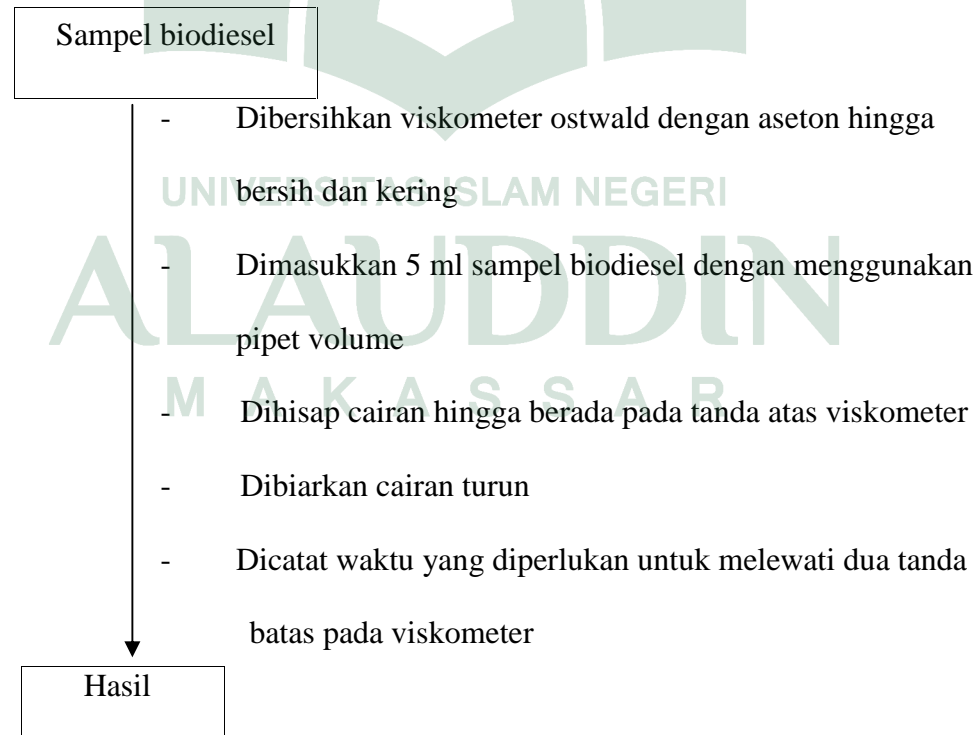 Sampel biodiesel
- Dibersihkan viskometer ostwald dengan aseton hingga
bersih dan kering
UNIVERSITAS ISLAM NEGERI
- Dimasukkan 5 ml sampel biodiesel dengan menggunakan
ALAUDDIN
pipet volume
MAKASSAR
- Dihisap cairan hingga berada pada tanda atas viskometer
- Dibiarkan cairan turun
- Dicatat waktu yang diperlukan untuk melewati dua tanda
batas pada viskometer
Hasil